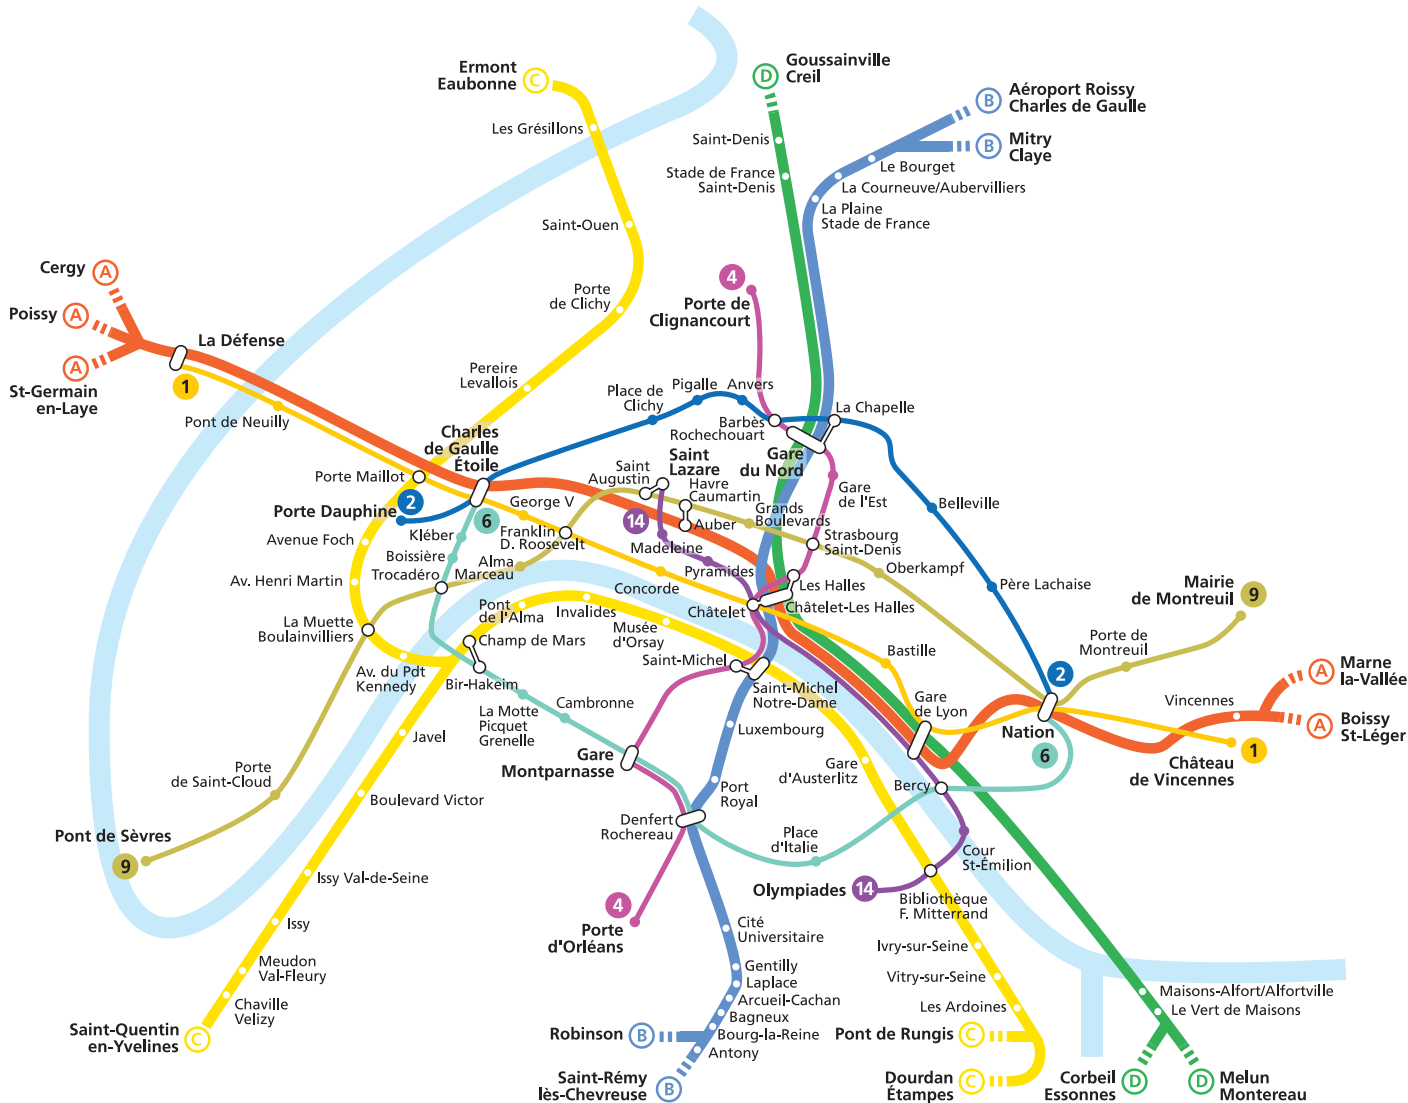 Ermont
Eaubonne
C
Les Grésillons
Saint-Ouen
Porte
de Clichy
Pereire
Levallois
D
Goussainville
Creil
Saint-Denis
Stade de France
Saint-Denis
B
Aéroport Roissy
Charles de Gaulle
B
Mitry
Claye
Le Bourget
La Courneuve/Aubervilliers
La Plaine
Stade de France
Cergy
A
Poissy
A
St-Germain
en-Laye
A
La Défense
1
Pont de Neuilly
4
Porte de
Clignancourt
Place de
Clichy
Pigalle
Anvers
Barbès
Rochechouart
La Chapelle
Gare
du Nord
Charles
de Gaulle
Étoile
Porte Maillot
2
Porte Dauphine
6
Kléber
Boissière
Trocadéro
Avenue Foch
Av. Henri Martin
La Muette
Boulainvilliers
Av. du Pdt
Kennedy
George V
Franklin
D. Roosevelt
Alma
Marceau
Saint
Augustin
Saint
Lazare
Havre
Caumartin
Auber
14
Madeleine
Pyramides
Grands
Boulevards
Gare
de l'Est
Strasbourg
Saint-Denis
Oberkampf
Belleville
Père Lachaise
Concorde
Les Halles
Châtelet
Châtelet-Les Halles
Pont
de l'Alma
Invalides
Musée
d'Orsay
Champ de Mars
Bir-Hakeim
Saint-Michel
Saint-Michel
Notre-Dame
Bastille
Gare
de Lyon
Mairie
de Montreuil
9
Porte de
Montreuil
2
Nation
6
Vincennes
A
Marne
la-Vallée
A
Boissy
St-Léger
1
Château
de Vincennes
La Motte
Picquet
Grenelle
Cambronne
Gare
Montparnasse
Luxembourg
Port
Royal
Denfert
Rochereau
Gare
d'Austerlitz
Bercy
Place
d'Italie
Cour
St-Émilion
Olympiades
14
Bibliothèque
F. Mitterrand
Javel
Boulevard Victor
Porte
de Saint-Cloud
Pont de Sèvres
9
Issy Val-de-Seine
Issy
Meudon
Val-Fleury
Chaville
Velizy
Saint-Quentin
en-Yvelines
C
4
Porte
d'Orléans
Cité
Universitaire
Gentilly
Laplace
Arcueil-Cachan
Bagneux
Bourg-la-Reine
Antony
Robinson
B
Saint-Rémy
lès-Chevreuse
B
Ivry-sur-Seine
Vitry-sur-Seine
Les Ardoines
Pont de Rungis
C
Dourdan
Étampes
C
Maisons-Alfort/Alfortville
Le Vert de Maisons
Corbeil
Essonnes
D
D
Melun
Montereau